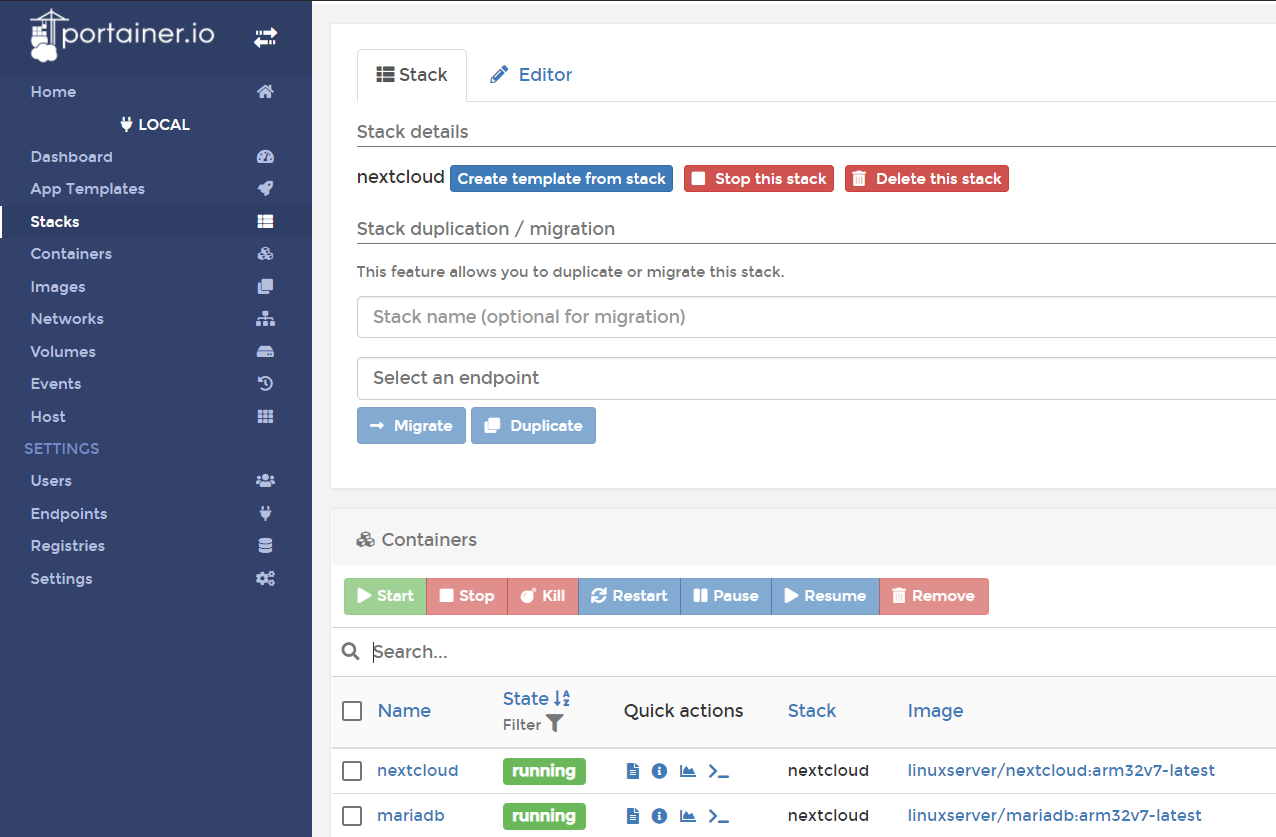 portainer.io
Home
LOCAL
Dashboard
App Templates
Stacks
Containers
Images
Networks
Volumes
Events
Host
SETTINGS
Users
Endpoints
Registries
Settings
Stack Editor
Stack details
nextcloud Create template from stack Stop this stack Delete this stack
Stack duplication / migration
This feature allows you to duplicate or migrate this stack.
Stack name (optional for migration)
Select an endpoint
Migrate Duplicate
Containers
Start Stop Kill Restart Pause Resume Remove
Search...
Name State Filter Quick actions Stack Image
nextcloud running nextcloud linuxserver/nextcloud:arm32v7-latest
mariadb running nextcloud linuxserver/mariadb:arm32v7-latest